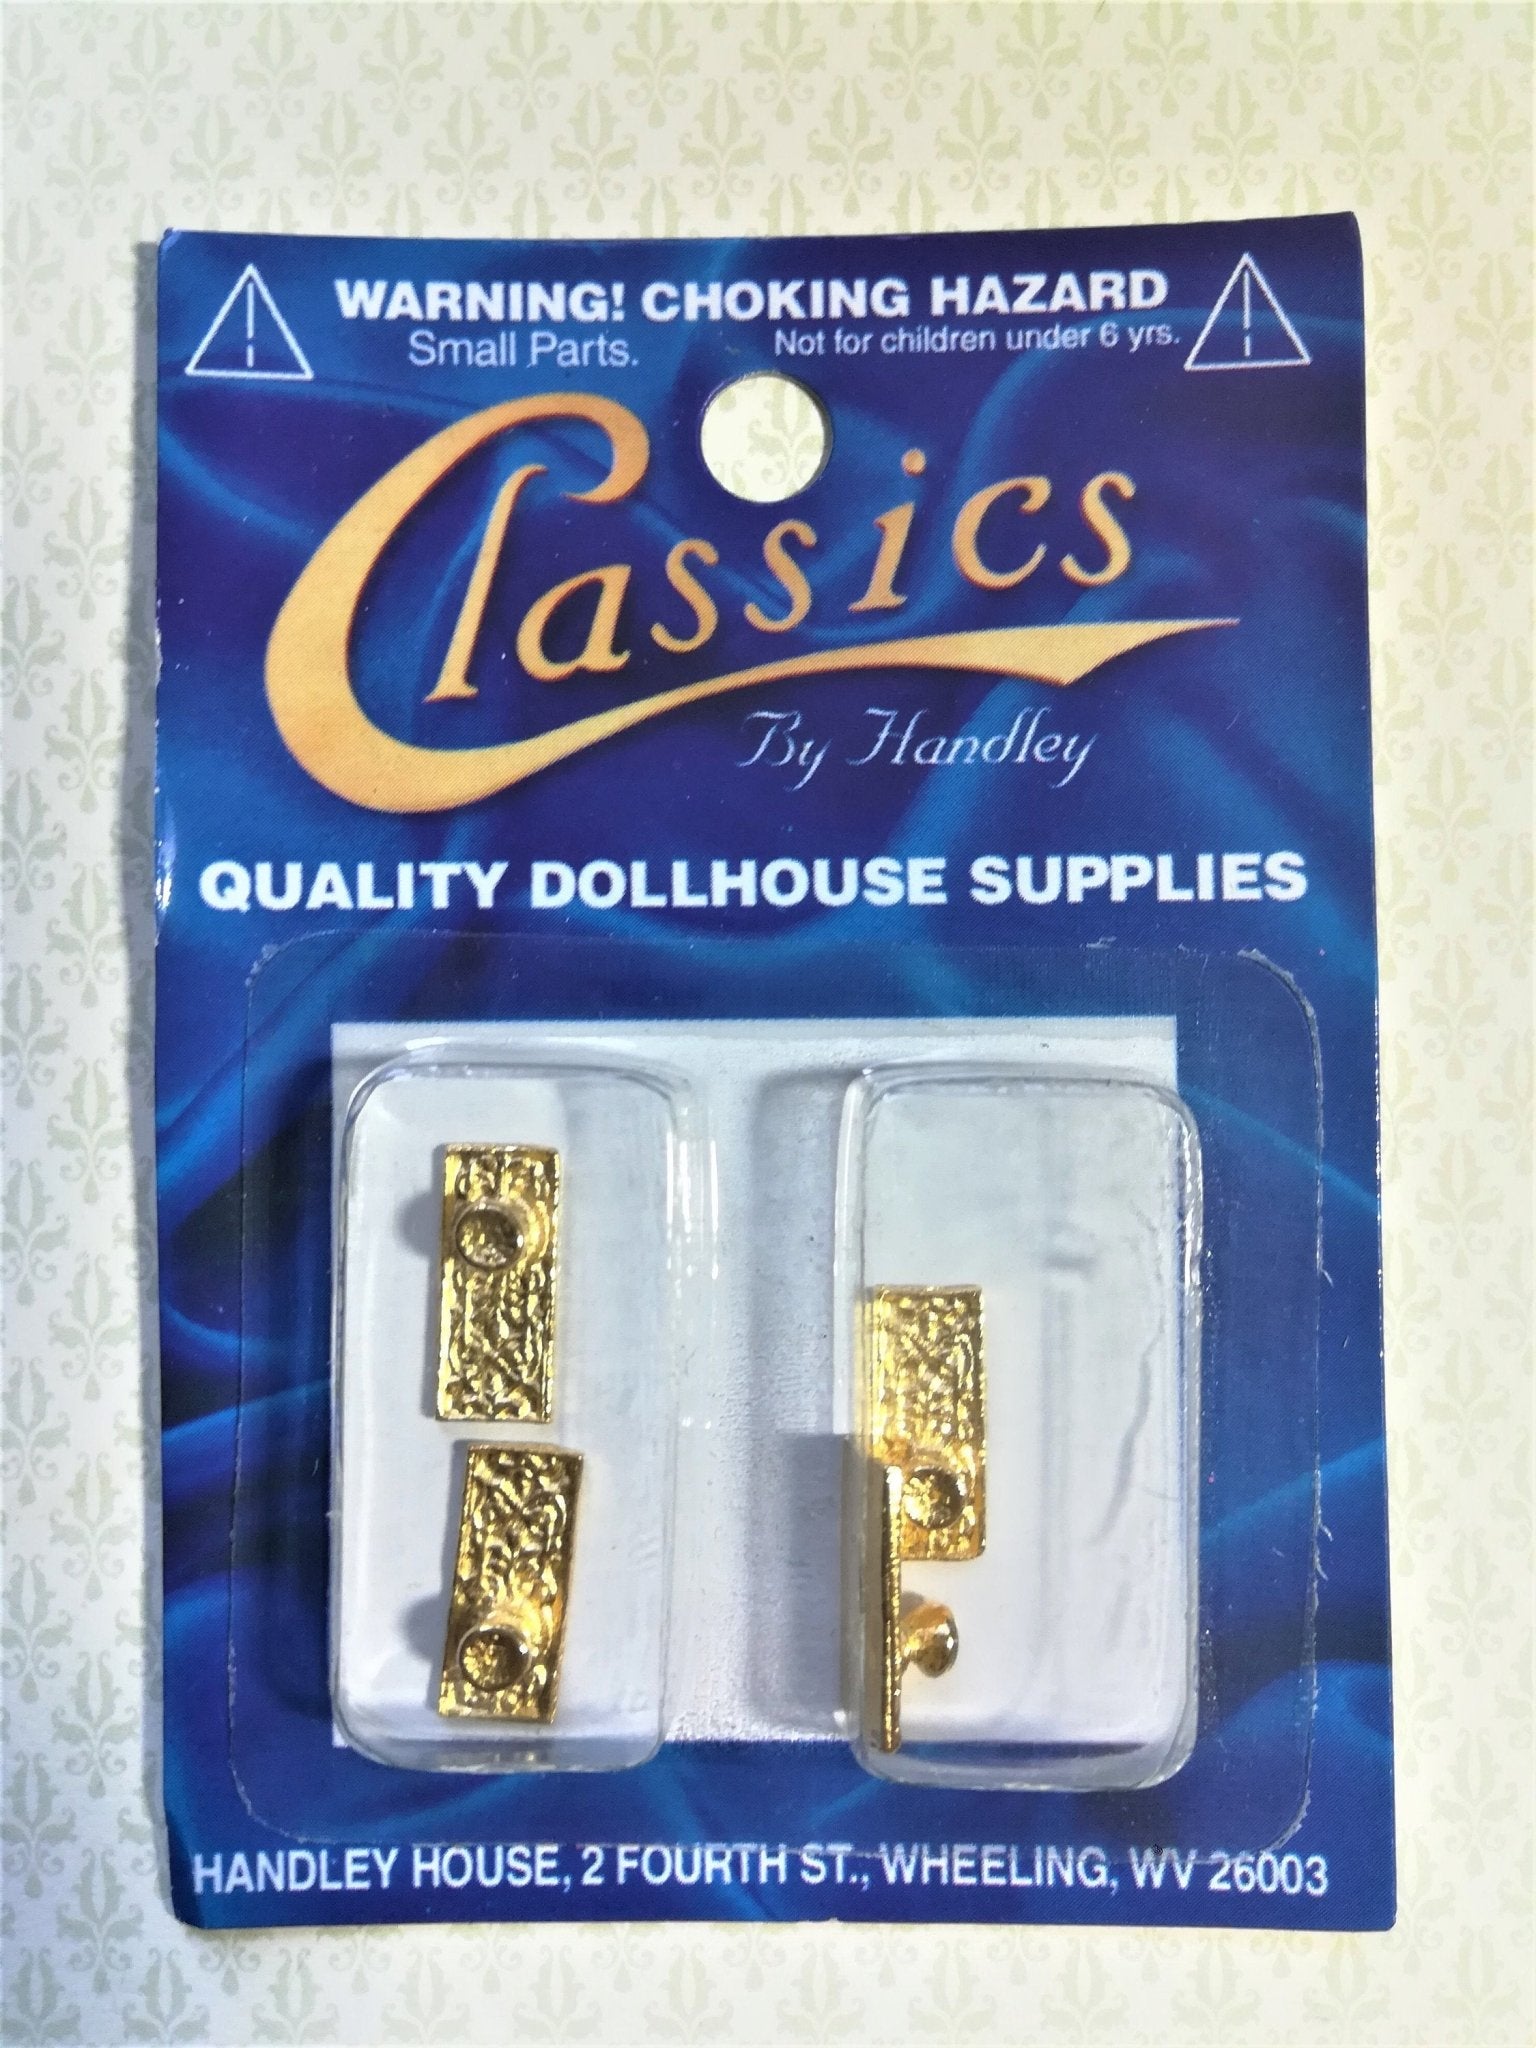 WARNING! CHOKING HAZARD
Small Parts. Not for children under 6 yrs.
Classics
By Handley
QUALITY DOLLHOUSE SUPPLIES
HANDLEY HOUSE, 2 FOURTH ST., WHEELING, WV 26003